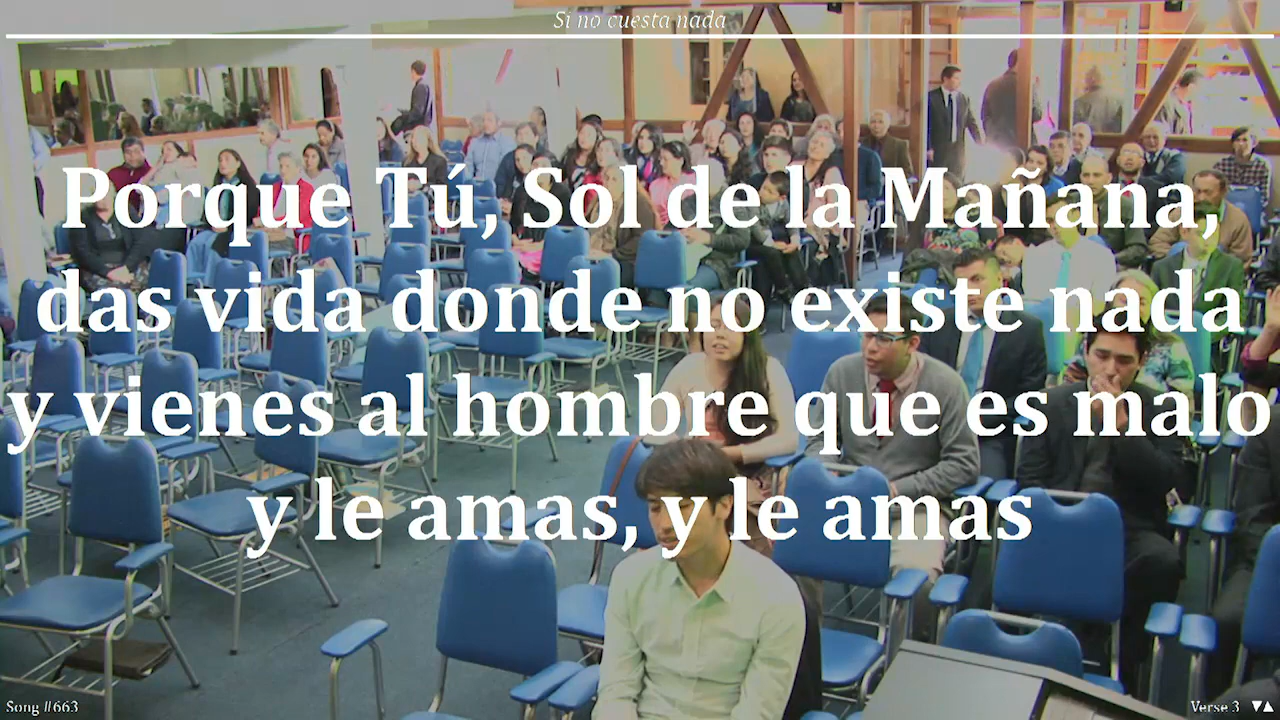 Si no cuesta nada
Porque Tú, Sol de la Mañana,
das vida donde no existe nada
y vienes al hombre que es malo
y le amas, y le amas
Song #663
Verse 3 ▼▲